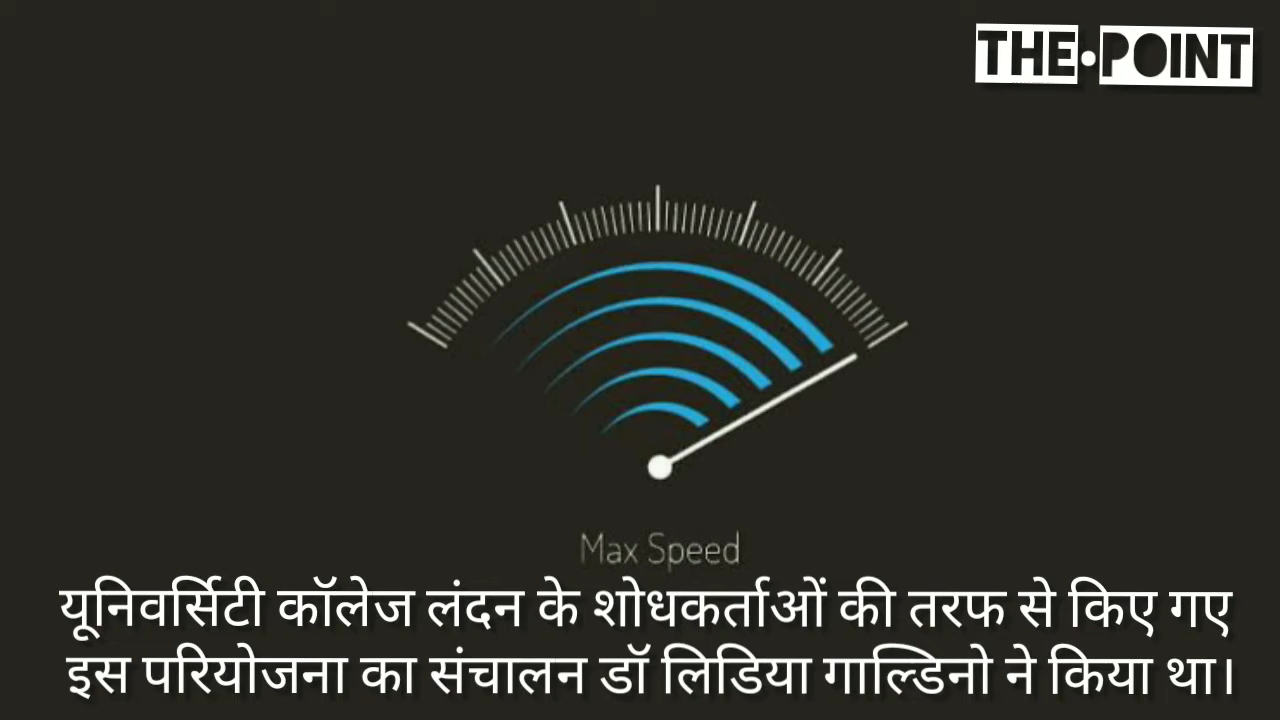 THE•POINT
Max Speed
यूनिवर्सिटी कॉलेज लंदन के शोधकर्ताओं की तरफ से किए गए
इस परियोजना का संचालन डॉ लिडिया गाल्डिनो ने किया था।